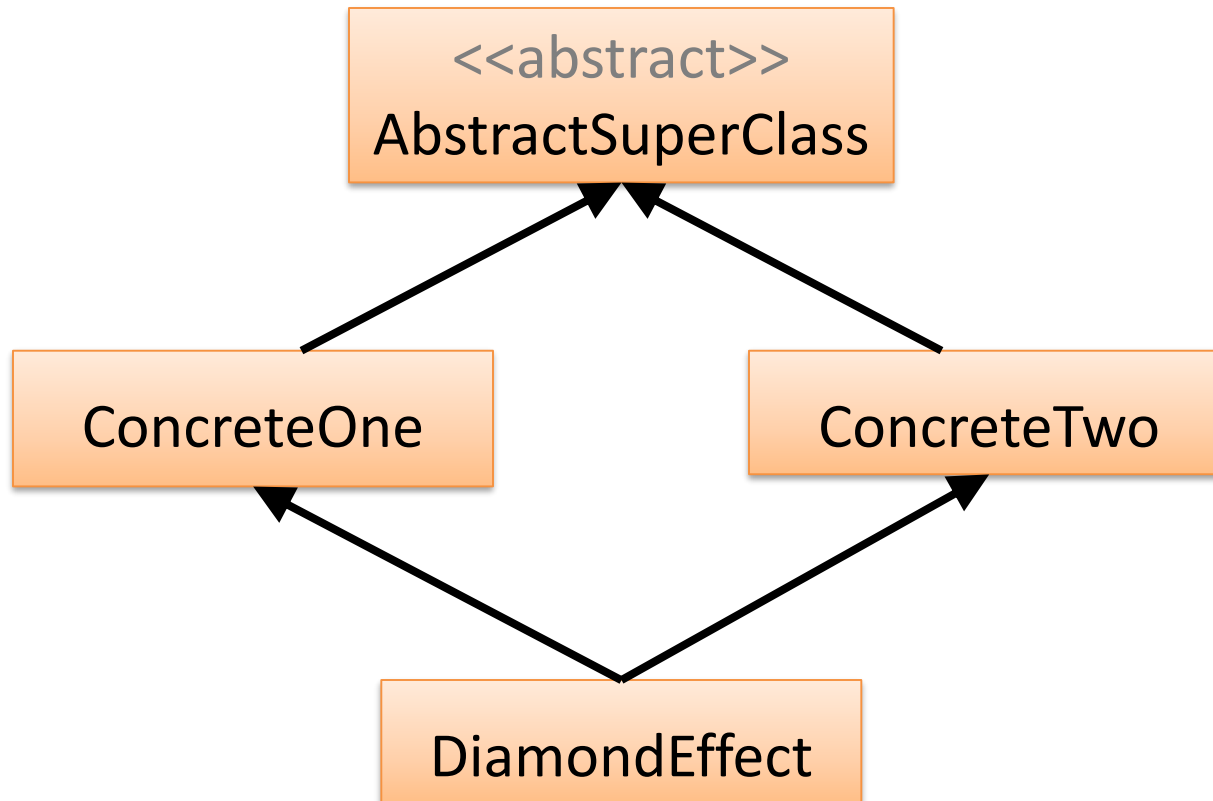 <<abstract>>
AbstractSuperClass
ConcreteOne
ConcreteTwo
DiamondEffect